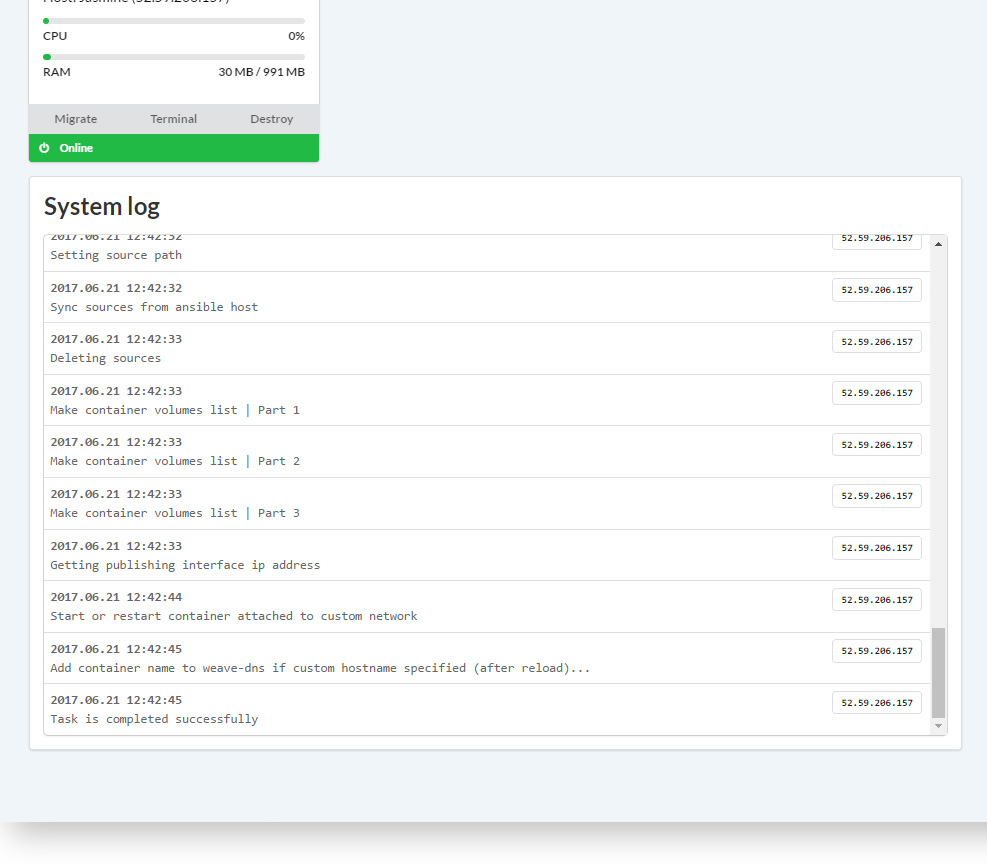 Host: Jasmine (52.59.206.157)
CPU 0%
RAM 30 MB / 991 MB
Migrate Terminal Destroy
Online
System log
2017.06.21 12:42:32 52.59.206.157
Setting source path
2017.06.21 12:42:32 52.59.206.157
Sync sources from ansible host
2017.06.21 12:42:33 52.59.206.157
Deleting sources
2017.06.21 12:42:33 52.59.206.157
Make container volumes list | Part 1
2017.06.21 12:42:33 52.59.206.157
Make container volumes list | Part 2
2017.06.21 12:42:33 52.59.206.157
Make container volumes list | Part 3
2017.06.21 12:42:33 52.59.206.157
Getting publishing interface ip address
2017.06.21 12:42:44 52.59.206.157
Start or restart container attached to custom network
2017.06.21 12:42:45 52.59.206.157
Add container name to weave-dns if custom hostname specified (after reload)...
2017.06.21 12:42:45 52.59.206.157
Task is completed successfully